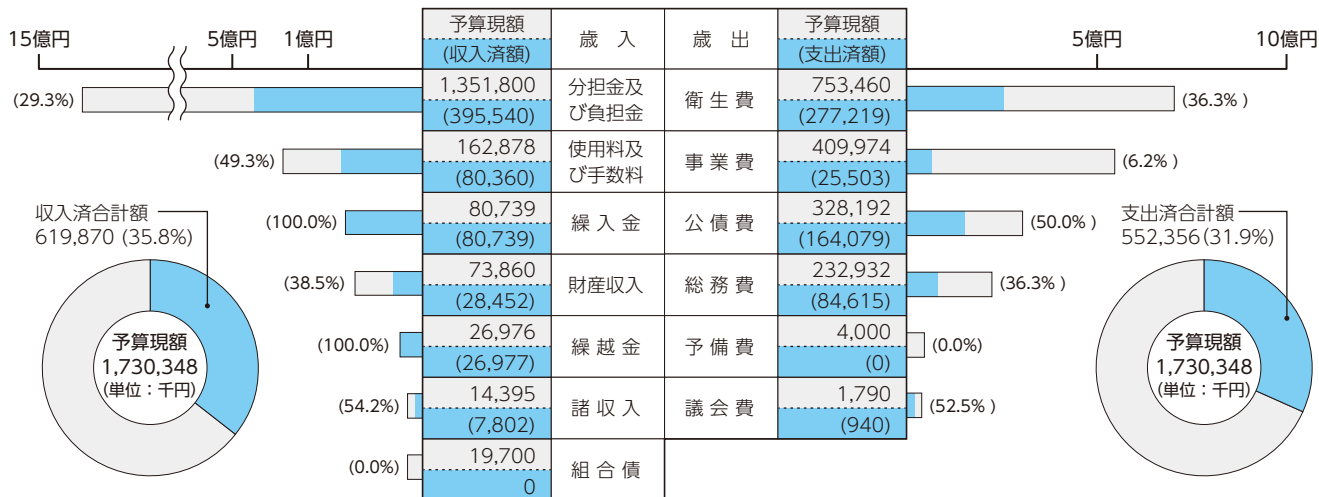 15億円
5億円
1億円
予算現額
(収入済額)
歳 入
歳 出
予算現額
(支出済額)
5億円
10億円
(29.3%)
1,351,800
(395,540)
分担金及
び負担金
衛 生 費
753,460
(277,219)
(36.3% )
(49.3%)
162,878
(80,360)
使用料及
び手数料
事 業 費
409,974
(25,503)
(6.2% )
(100.0%)
80,739
(80,739)
繰 入 金
公 債 費
328,192
(164,079)
(50.0% )
(38.5%)
73,860
(28,452)
財産収入
総 務 費
232,932
(84,615)
(36.3% )
(100.0%)
26,976
(26,977)
繰 越 金
予 備 費
4,000
(0)
(0.0%)
(54.2%)
14,395
(7,802)
諸 収 入
議 会 費
1,790
(940)
(52.5% )
(0.0%)
19,700
0
組 合 債
収入済合計額
619,870 (35.8%)
予算現額
1,730,348
(単位：千円)
支出済合計額
552,356(31.9%)
予算現額
1,730,348
(単位：千円)